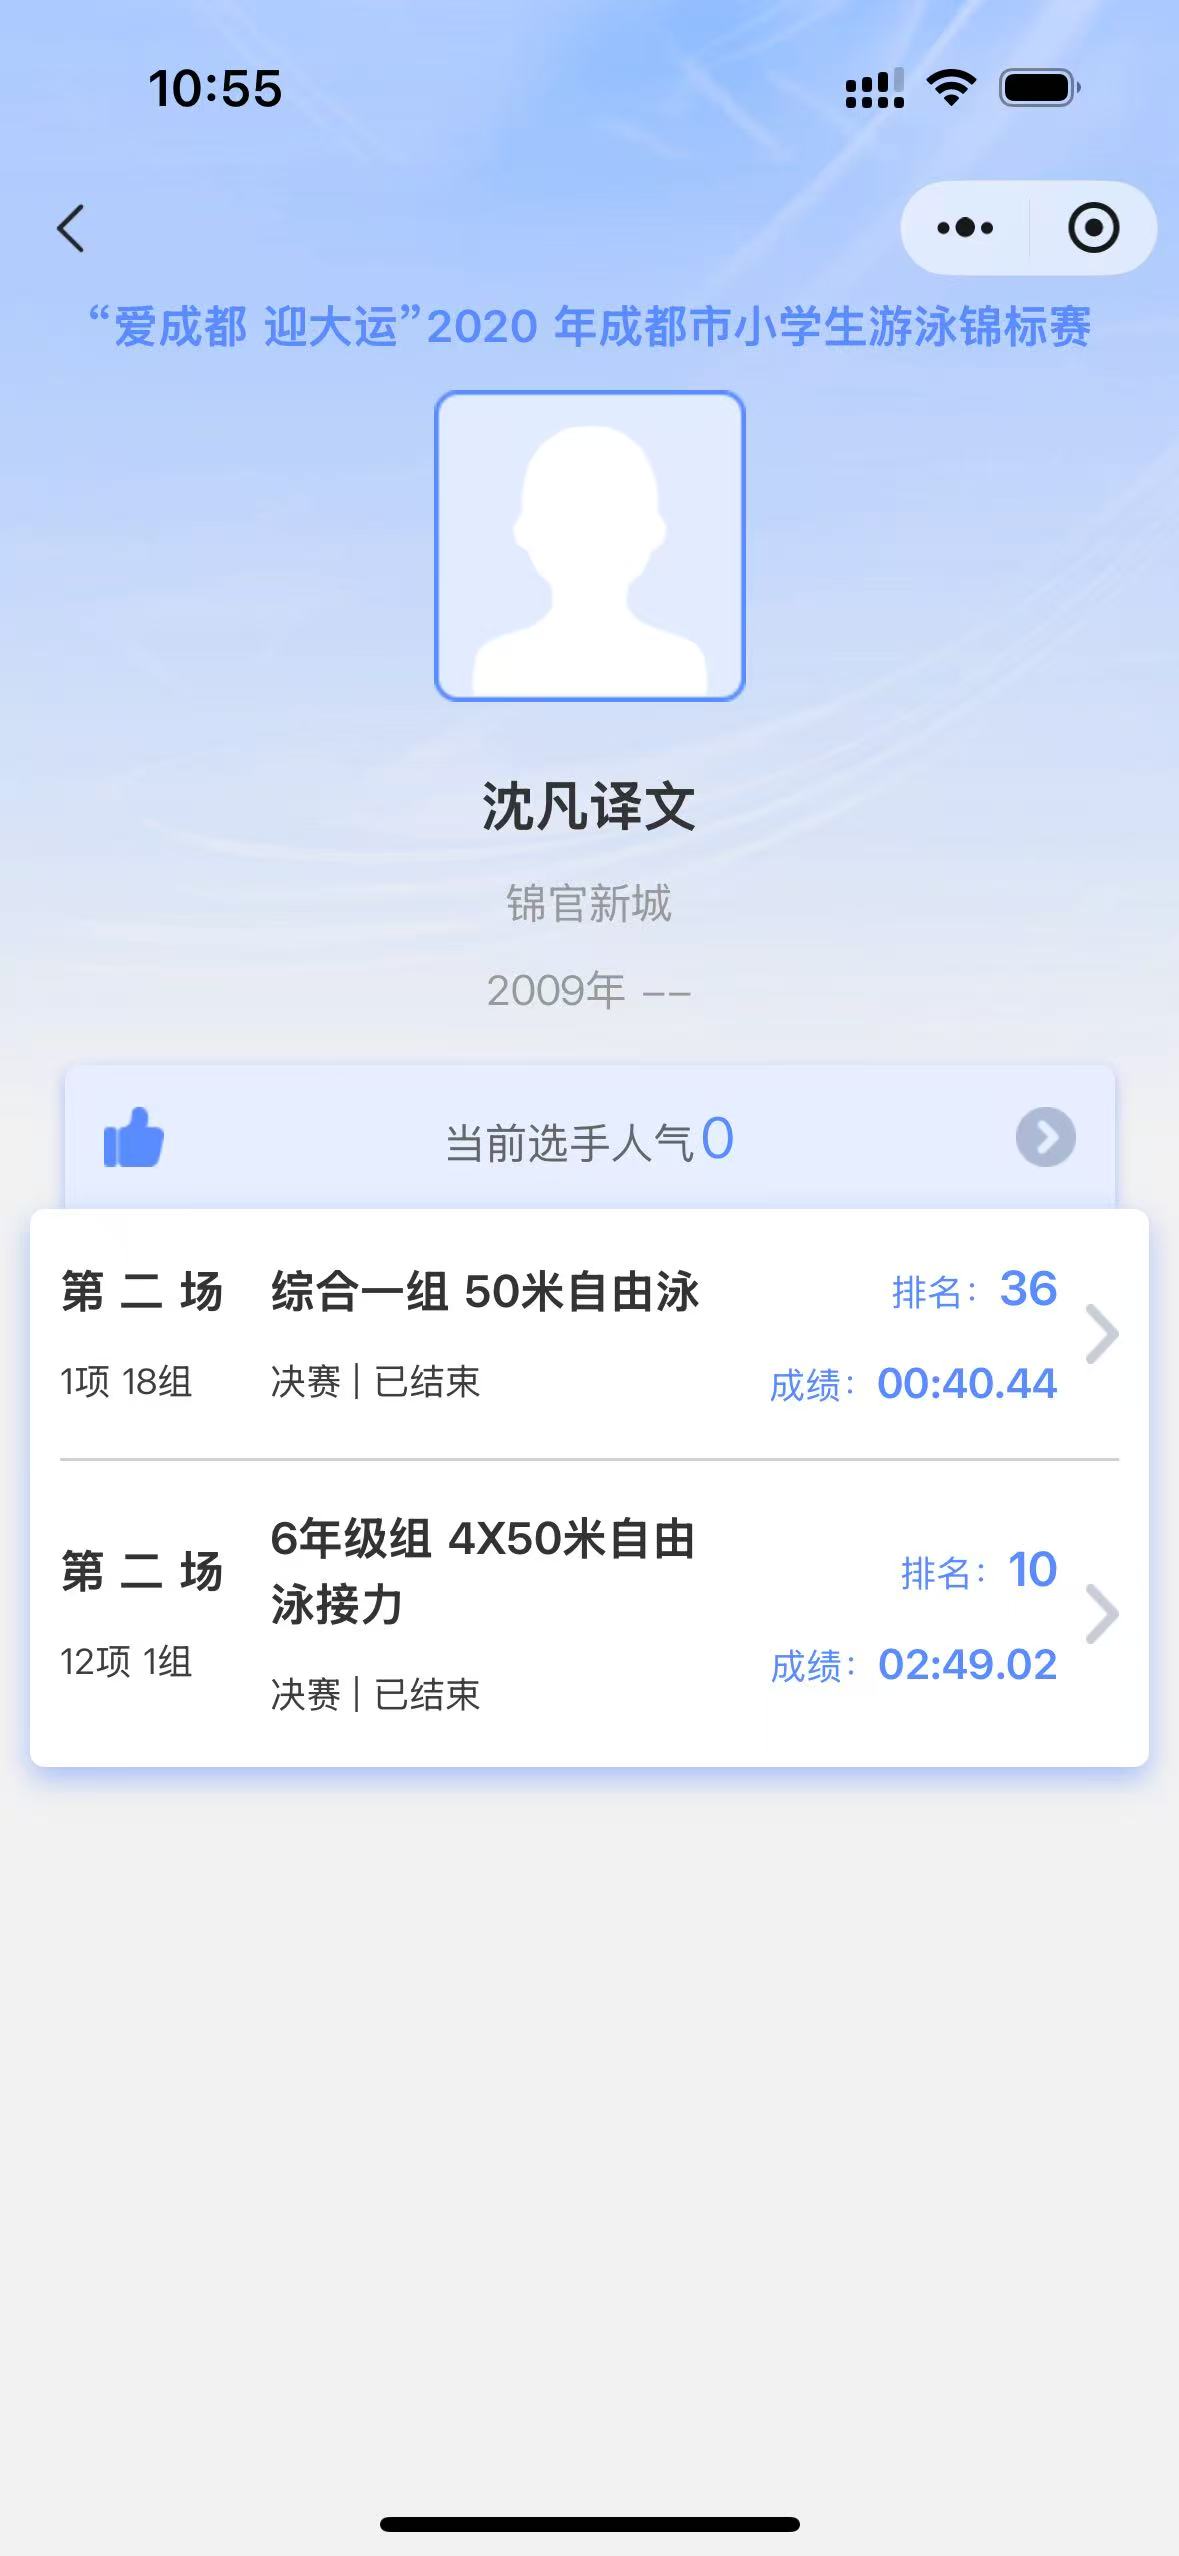 10:55
“爱成都 迎大运”2020 年成都市小学生游泳锦标赛
沈凡译文
锦官新城
2009年 --
当前选手人气0
第 二 场 综合一组 50米自由泳 排名：36
1项 18组 决赛 | 已结束 成绩：00:40.44
第 二 场 6年级组 4X50米自由
泳接力 排名：10
12项 1组 决赛 | 已结束 成绩：02:49.02